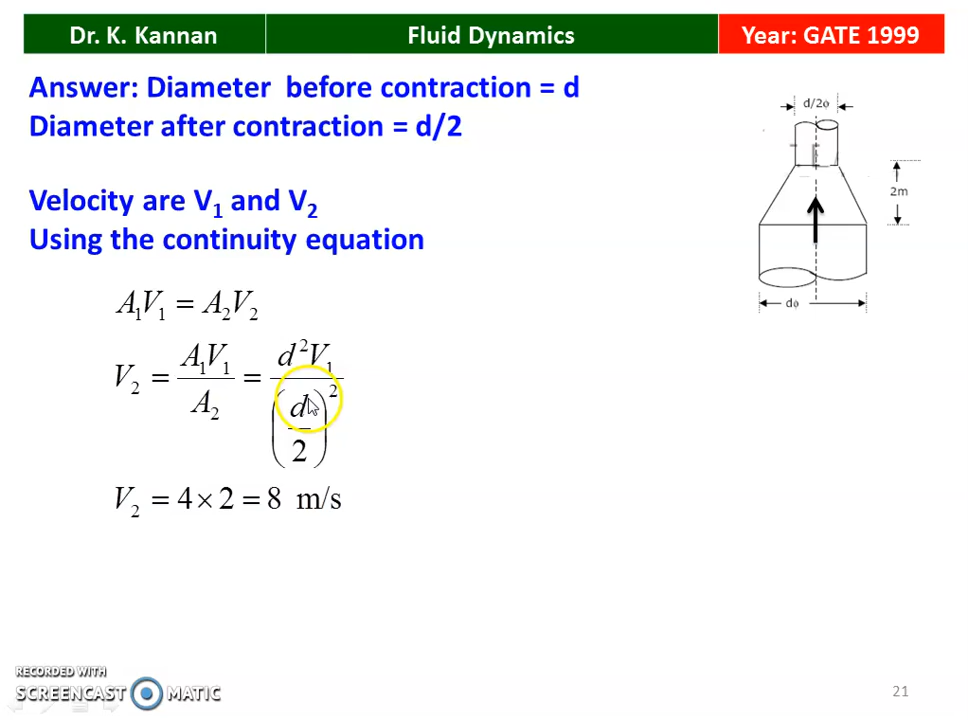 Dr. K. Kannan Fluid Dynamics Year: GATE 1999
Answer: Diameter before contraction = d
Diameter after contraction = d/2
Velocity are V₁ and V₂
Using the continuity equation
A₁V₁ = A₂V₂
V₂ = A₁V₁ / A₂ = d²V₁ / (d/2)²
V₂ = 4 × 2 = 8 m/s
d/2ϕ
2m
dϕ
RECORDED WITH
SCREENCAST MATIC
21